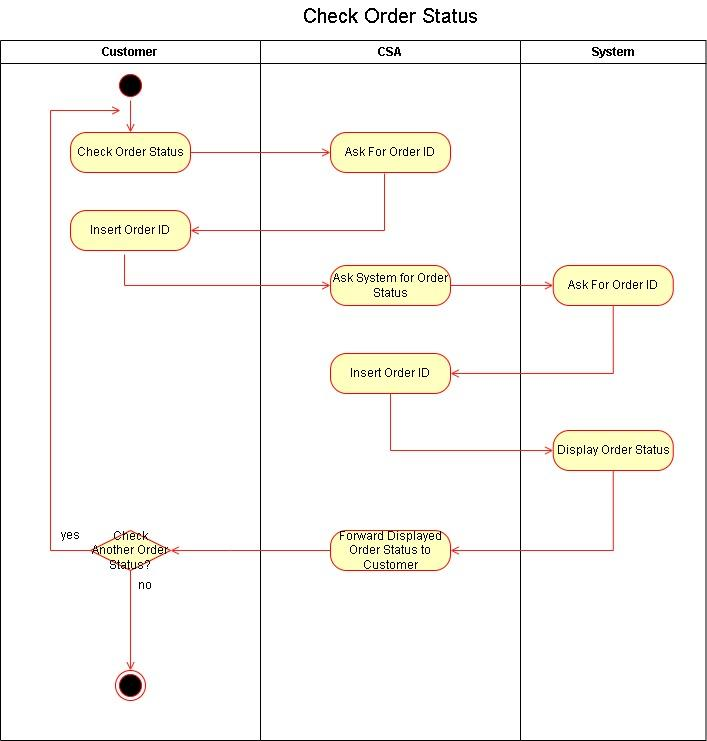 Check Order Status
Customer
CSA
System
Check Order Status
Ask For Order ID
Insert Order ID
Ask System for Order
Status
Ask For Order ID
Insert Order ID
Display Order Status
yes
Check
Another Order
Status?
Forward Displayed
Order Status to
Customer
no